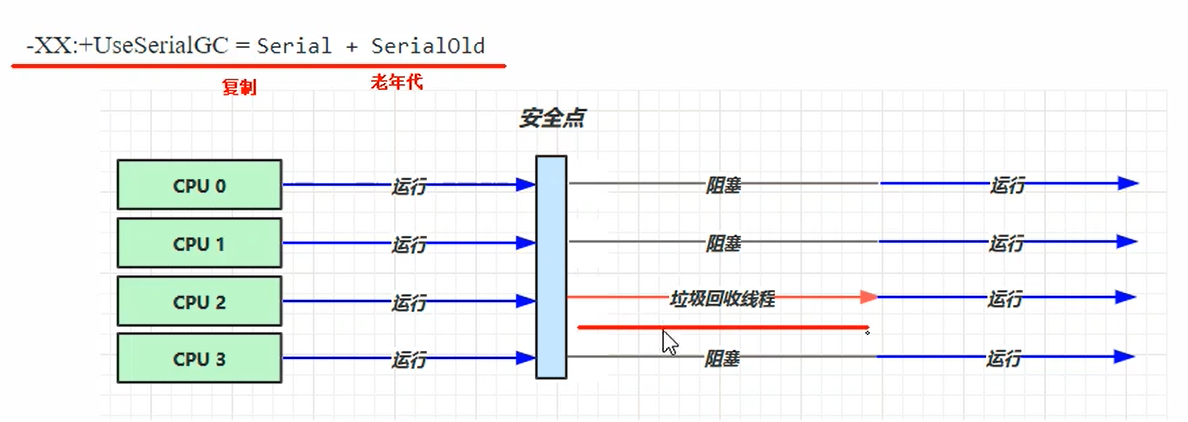 -XX:+UseSerialGC = Serial + SerialOld
复制 老年代
安全点
CPU 0 运行 阻塞 运行
CPU 1 运行 阻塞 运行
CPU 2 运行 垃圾回收线程 运行
CPU 3 运行 阻塞 运行